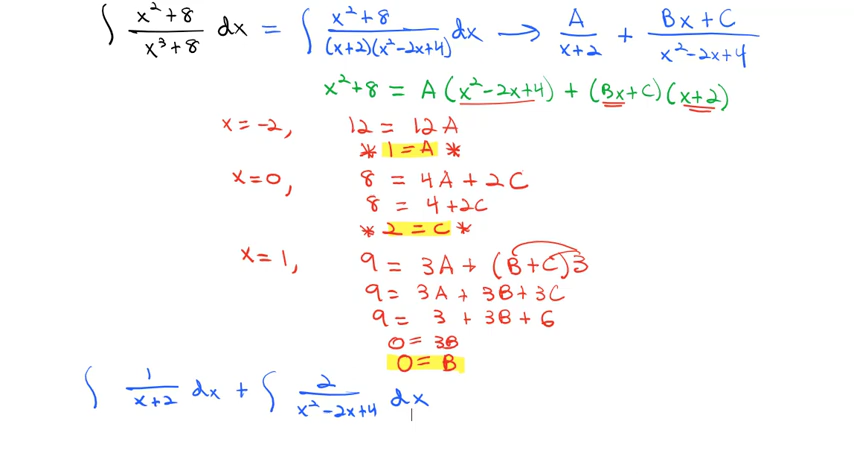 ∫ (x² + 8)/(x³ + 8) dx = ∫ (x² + 8)/((x+2)(x² − 2x + 4)) dx → A/(x+2) + (Bx + C)/(x² − 2x + 4)
x² + 8 = A(x² − 2x + 4) + (Bx + C)(x + 2)
x = −2, 12 = 12A
* 1 = A *
x = 0, 8 = 4A + 2C
8 = 4 + 2C
* 2 = C *
x = 1, 9 = 3A + (B + C)3
9 = 3A + 3B + 3C
9 = 3 + 3B + 6
0 = 3B
0 = B
∫ 1/(x+2) dx + ∫ 2/(x² − 2x + 4) dx